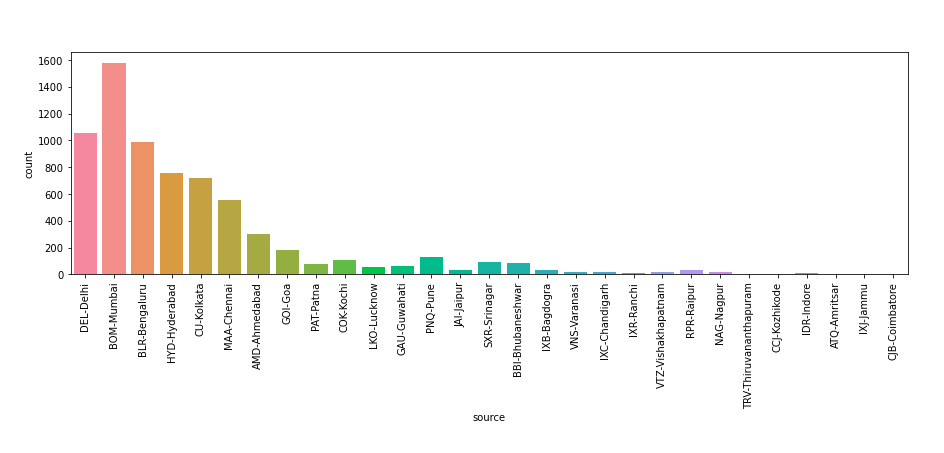 1600
1400
1200
1000
800
600
400
200
0
count
DEL-Delhi
BOM-Mumbai
BLR-Bengaluru
HYD-Hyderabad
CU-Kolkata
MAA-Chennai
AMD-Ahmedabad
GOI-Goa
PAT-Patna
COK-Kochi
LKO-Lucknow
GAU-Guwahati
PNQ-Pune
JAI-Jaipur
SXR-Srinagar
BBI-Bhubaneshwar
IXB-Bagdogra
VNS-Varanasi
IXC-Chandigarh
IXR-Ranchi
VTZ-Vishakhapatnam
RPR-Raipur
NAG-Nagpur
TRV-Thiruvananthapuram
CCJ-Kozhikode
IDR-Indore
ATQ-Amritsar
IXJ-Jammu
CJB-Coimbatore
source